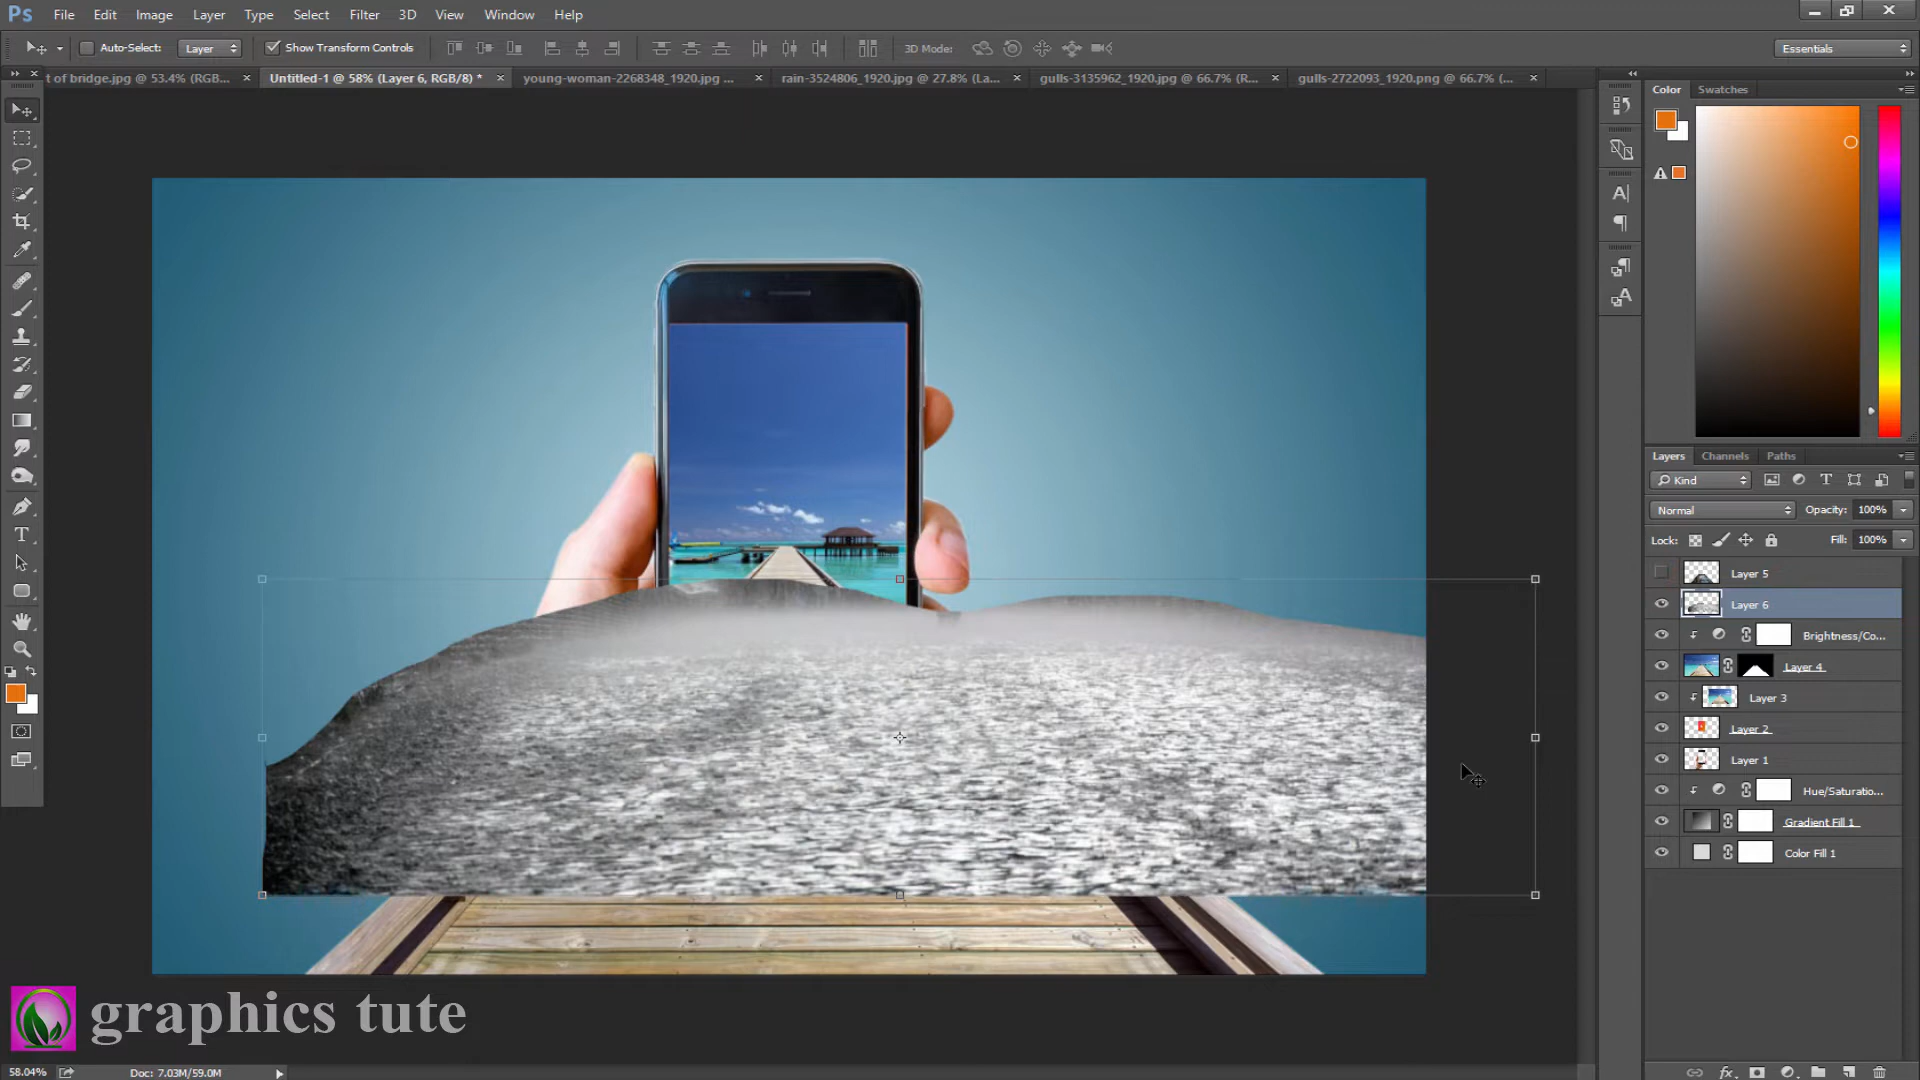 Ps File Edit Image Layer Type Select Filter 3D View Window Help
Auto-Select: Layer Show Transform Controls 3D Mode: Essentials
t of bridge.jpg @ 53.4% (RGB... × Untitled-1 @ 58% (Layer 6, RGB/8) * × young-woman-2268348_1920.jpg ... × rain-3524806_1920.jpg @ 27.8% (La... × gulls-3135962_1920.jpg @ 66.7% (R... × gulls-2722093_1920.png @ 66.7% (... ×
Color Swatches
Layers Channels Paths
Kind
Normal Opacity: 100%
Lock: Fill: 100%
Layer 5
Layer 6
Brightness/Co...
Layer 4
Layer 3
Layer 2
Layer 1
Hue/Saturatio...
Gradient Fill 1
Color Fill 1
graphics tute
58.04% Doc: 7.03M/59.0M